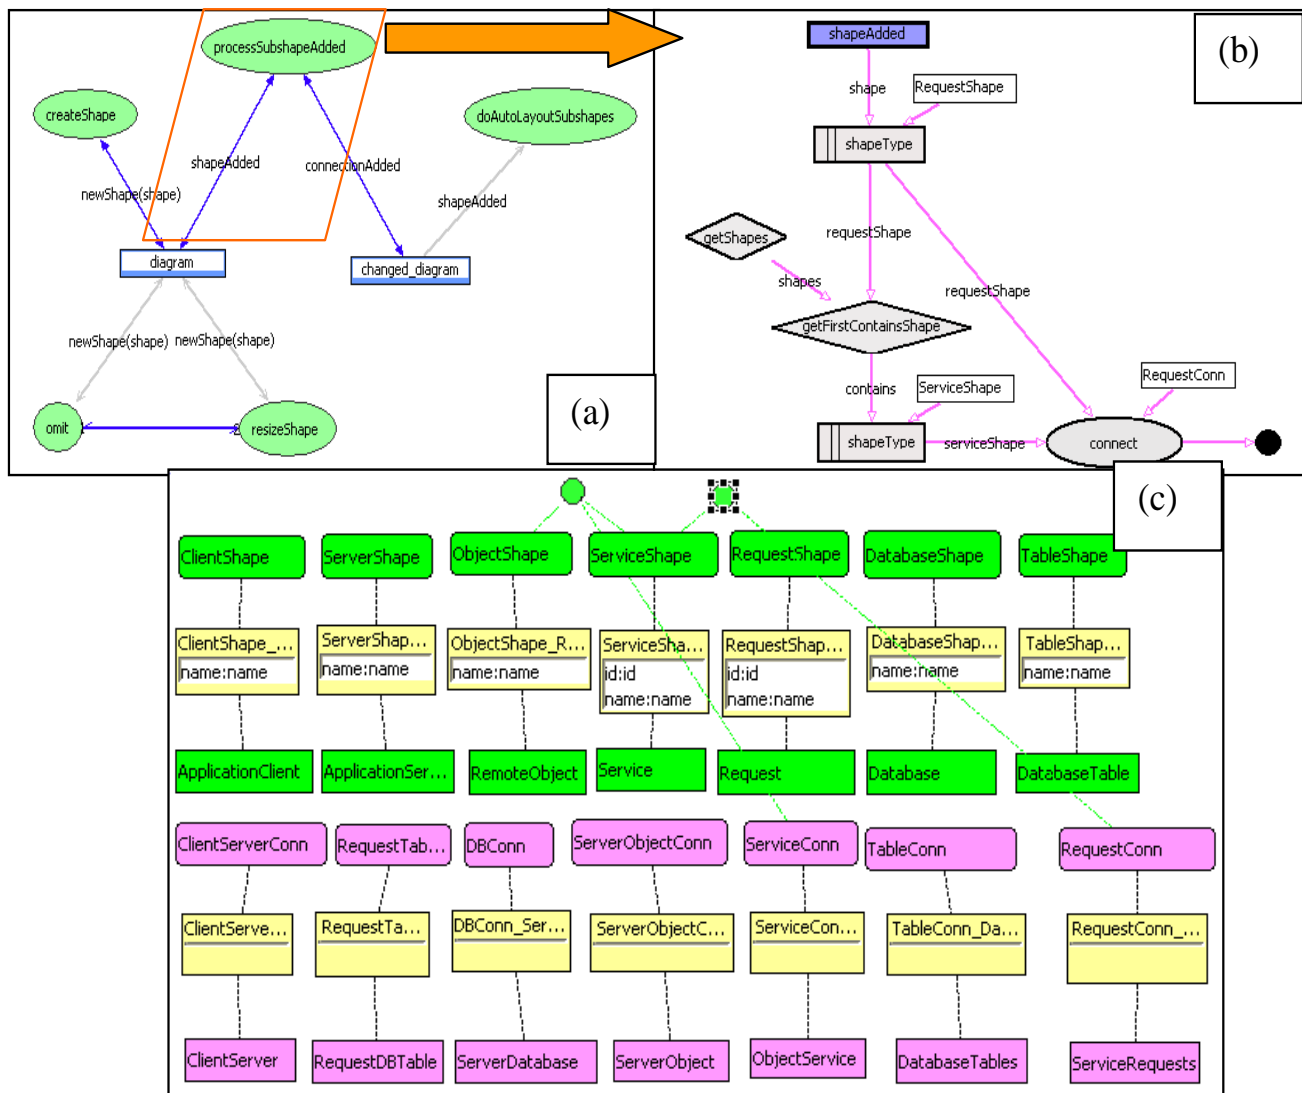 processSubshapeAdded
createShape
doAutoLayoutSubshapes
shapeAdded
connectionAdded
newShape(shape)
shapeAdded
diagram
changed_diagram
newShape(shape)
newShape(shape)
omit
resizeShape
(a)
shapeAdded
(b)
shape
RequestShape
shapeType
getShapes
requestShape
shapes
requestShape
getFirstContainsShape
contains
ServiceShape
RequestConn
shapeType
serviceShape
connect
(c)
ClientShape
ServerShape
ObjectShape
ServiceShape
RequestShape
DatabaseShape
TableShape
ClientShape_...
name:name
ServerShap...
name:name
ObjectShape_R...
name:name
ServiceSha...
id:id
name:name
RequestShap...
id:id
name:name
DatabaseShap...
name:name
TableShap...
name:name
ApplicationClient
ApplicationSer...
RemoteObject
Service
Request
Database
DatabaseTable
ClientServerConn
RequestTab...
DBConn
ServerObjectConn
ServiceConn
TableConn
RequestConn
ClientServe...
RequestTa...
DBConn_Ser...
ServerObjectC...
ServiceCon...
TableConn_Da...
RequestConn_...
ClientServer
RequestDBTable
ServerDatabase
ServerObject
ObjectService
DatabaseTables
ServiceRequests